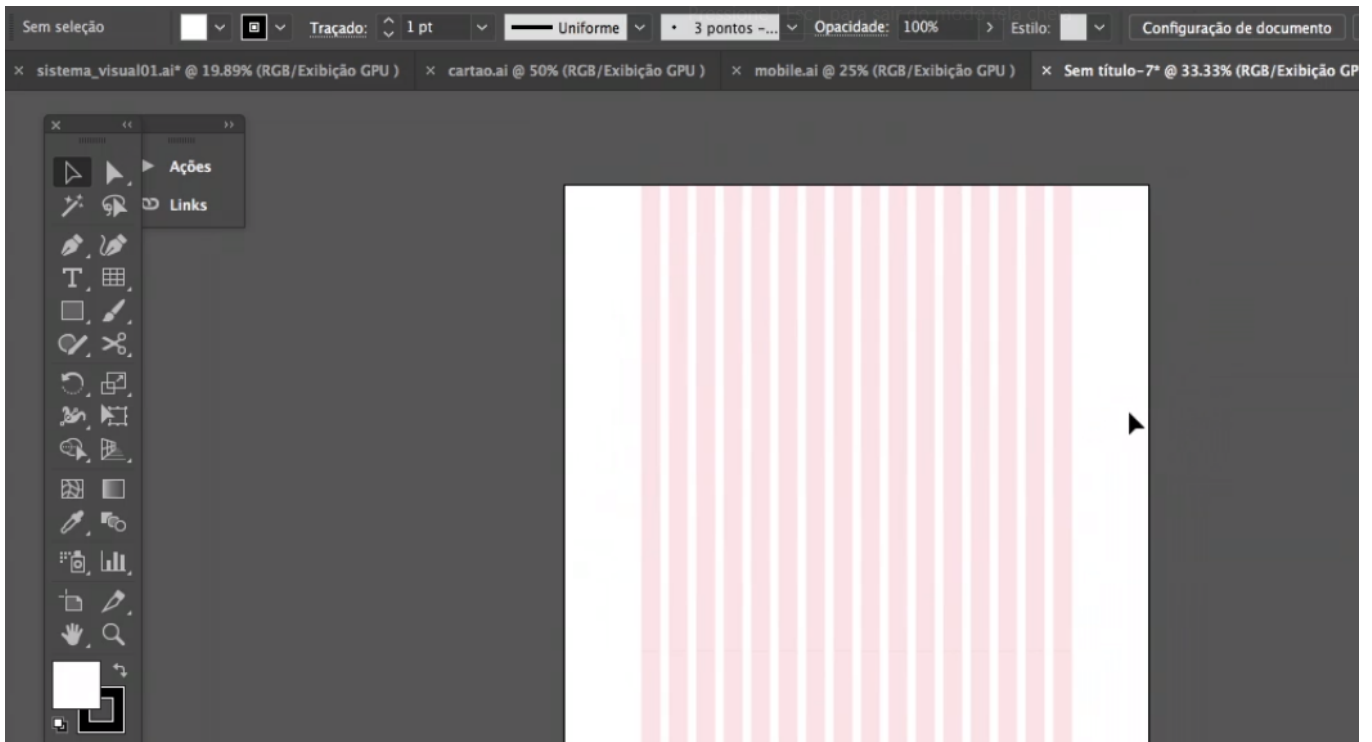 Sem seleção Traçado: 1 pt Uniforme 3 pontos -... Opacidade: 100% Estilo: Configuração de documento
× sistema_visual01.ai* @ 19.89% (RGB/Exibição GPU ) × cartao.ai @ 50% (RGB/Exibição GPU ) × mobile.ai @ 25% (RGB/Exibição GPU ) × Sem título-7* @ 33.33% (RGB/Exibição GP
Ações
Links